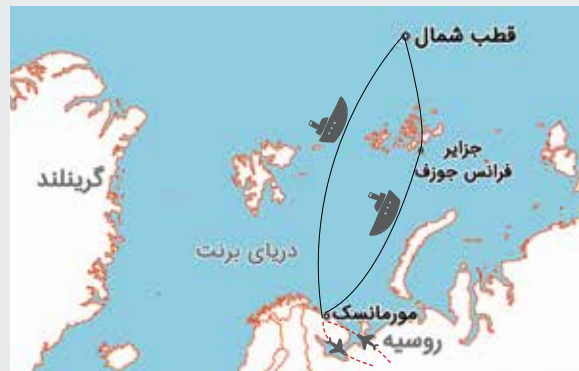 قطب شمال
جزایر
فرانس جوزف
گرینلند
دریای برنت
مورمانسک
روسیه